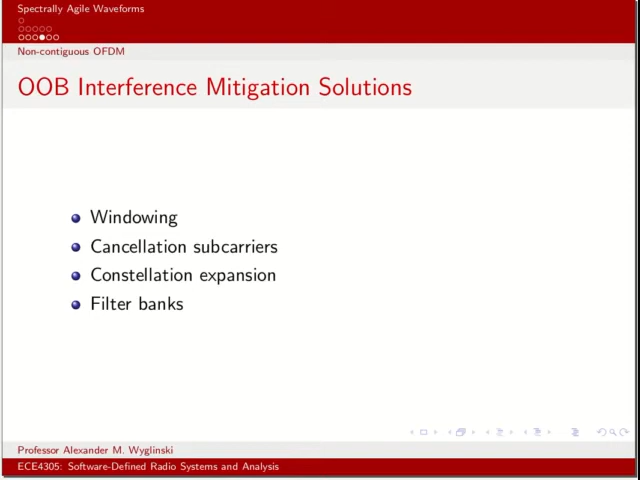 Spectrally Agile Waveforms
Non-contiguous OFDM
OOB Interference Mitigation Solutions
Windowing
Cancellation subcarriers
Constellation expansion
Filter banks
Professor Alexander M. Wyglinski
ECE4305: Software-Defined Radio Systems and Analysis